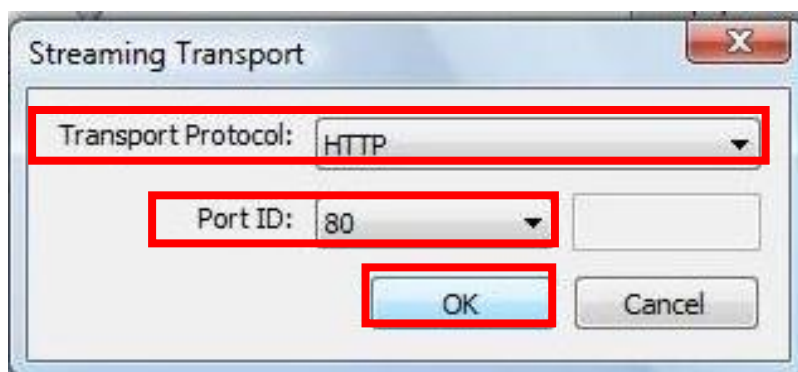 Streaming Transport
Transport Protocol: HTTP
Port ID: 80
OK Cancel